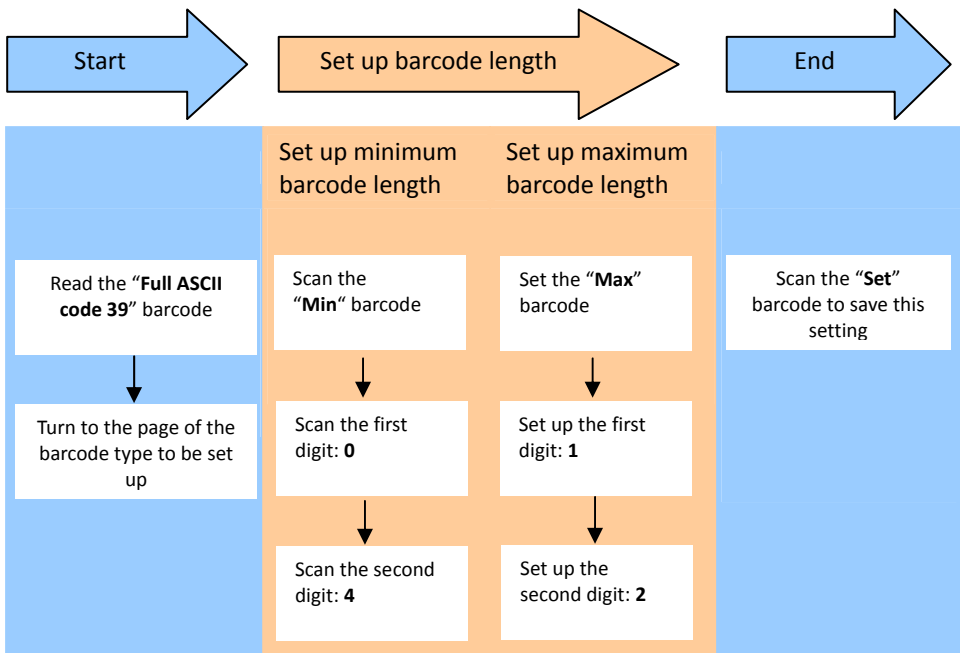 Start
Set up barcode length
End
Set up minimum
barcode length
Set up maximum
barcode length
Read the “Full ASCII
code 39” barcode
Turn to the page of the
barcode type to be set
up
Scan the
“Min“ barcode
Scan the first
digit: 0
Scan the second
digit: 4
Set the “Max”
barcode
Set up the first
digit: 1
Set up the
second digit: 2
Scan the “Set”
barcode to save this
setting